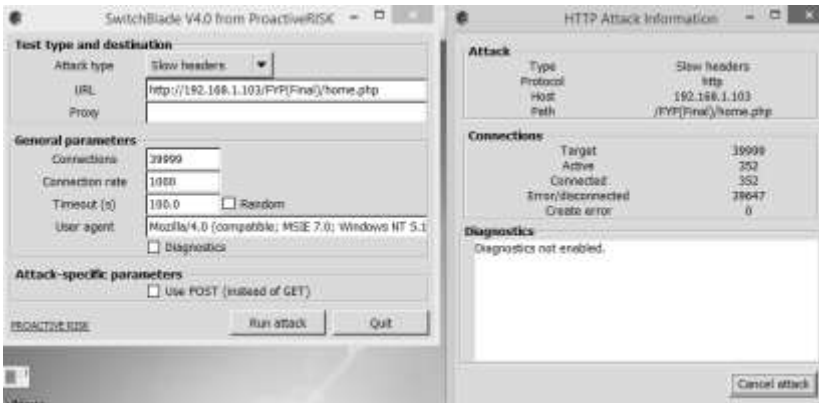 SwitchBlade V4.0 from ProactiveRISK
Test type and destination
Attack type Slow headers
URL http://192.168.1.103/FYP(Final)/home.php
Proxy
General parameters
Connections 39999
Connection rate 1000
Timeout (s) 100.0 Random
User agent Mozilla/4.0 (compatible; MSIE 7.0; Windows NT 5.1
Diagnostics
Attack-specific parameters
Use POST (instead of GET)
PROACTIVE RISK Run attack Quit
HTTP Attack Information
Attack
Type Slow headers
Protocol http
Host 192.168.1.103
Path /FYP(Final)/home.php
Connections
Target 39999
Active 352
Connected 352
Error/disconnected 39647
Create error 0
Diagnostics
Diagnostics not enabled.
Cancel attack